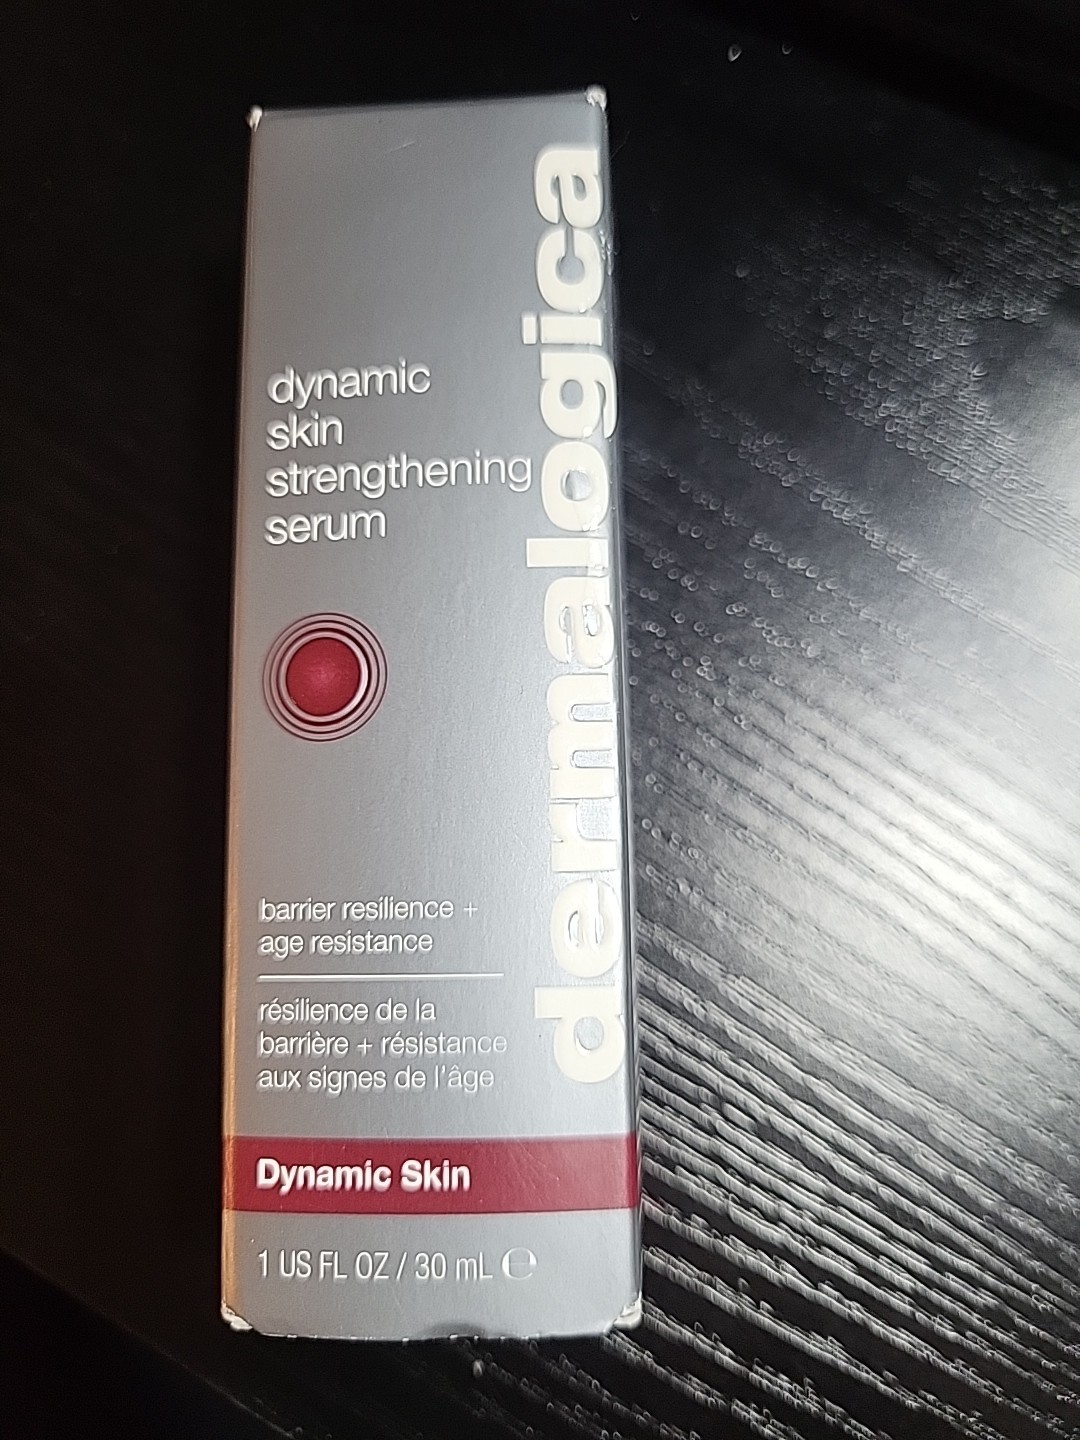 dermalogica
dynamic
skin
strengthening
serum
barrier resilience +
age resistance
résilience de la
barrière + résistance
aux signes de l'âge
Dynamic Skin
1 US FL OZ / 30 mL ℮